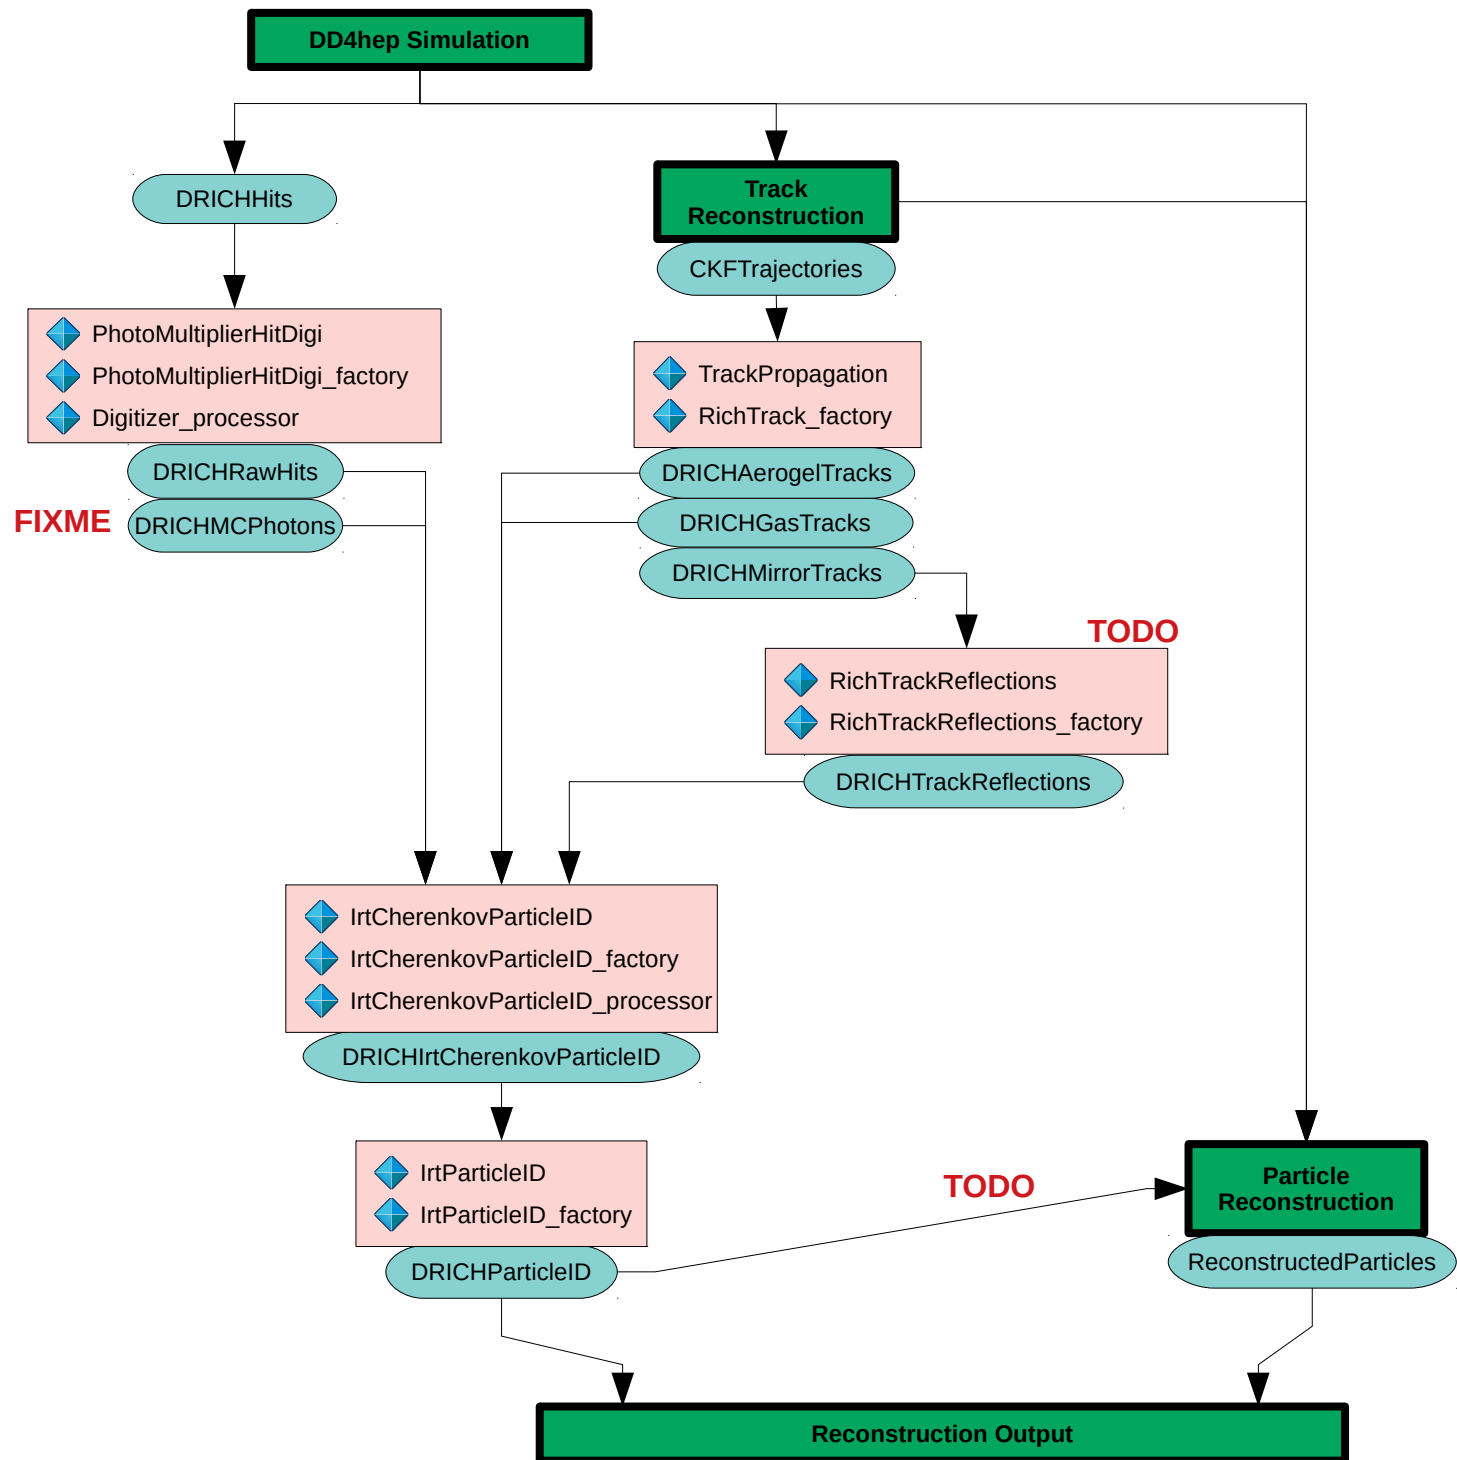 DD4hep Simulation
DRICHHits
Track
Reconstruction
CKFTrajectories
PhotoMultiplierHitDigi
PhotoMultiplierHitDigi_factory
Digitizer_processor
TrackPropagation
RichTrack_factory
DRICHRawHits
FIXME
DRICHMCPhotons
DRICHAerogelTracks
DRICHGasTracks
DRICHMirrorTracks
TODO
RichTrackReflections
RichTrackReflections_factory
DRICHTrackReflections
IrtCherenkovParticleID
IrtCherenkovParticleID_factory
IrtCherenkovParticleID_processor
DRICHIrtCherenkovParticleID
IrtParticleID
IrtParticleID_factory
DRICHParticleID
TODO
Particle
Reconstruction
ReconstructedParticles
Reconstruction Output